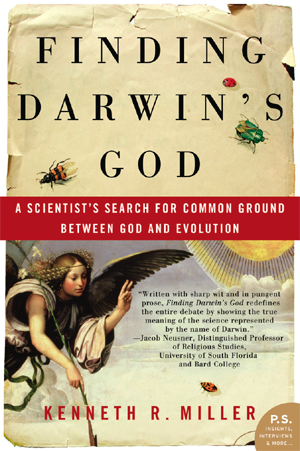 FINDING
DARWIN'S
GOD
A SCIENTIST'S SEARCH FOR COMMON GROUND
BETWEEN GOD AND EVOLUTION
"Written with sharp wit and in pungent
prose, Finding Darwin's God redefines
the entire debate by showing the true
meaning of the science represented
by the name of Darwin."
—Jacob Neusner, Distinguished Professor
of Religious Studies,
University of South Florida
and Bard College
KENNETH R. MILLER
P.S.
INSIGHTS,
INTERVIEWS
& MORE...